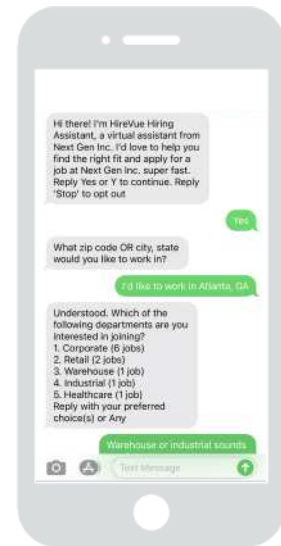 Hi there! I'm HireVue Hiring
Assistant, a virtual assistant from
Next Gen Inc. I'd love to help you
find the right fit and apply for a
job at Next Gen Inc. super fast.
Reply Yes or Y to continue. Reply
'Stop' to opt out
Yes
What zip code OR city, state
would you like to work in?
I'd like to work in Atlanta, GA
Understood. Which of the
following departments are you
interested in joining?
1. Corporate (6 jobs)
2. Retail (2 jobs)
3. Warehouse (1 job)
4. Industrial (1 job)
5. Healthcare (1 job)
Reply with your preferred
choice(s) or Any
Warehouse or industrial sounds
Text Message